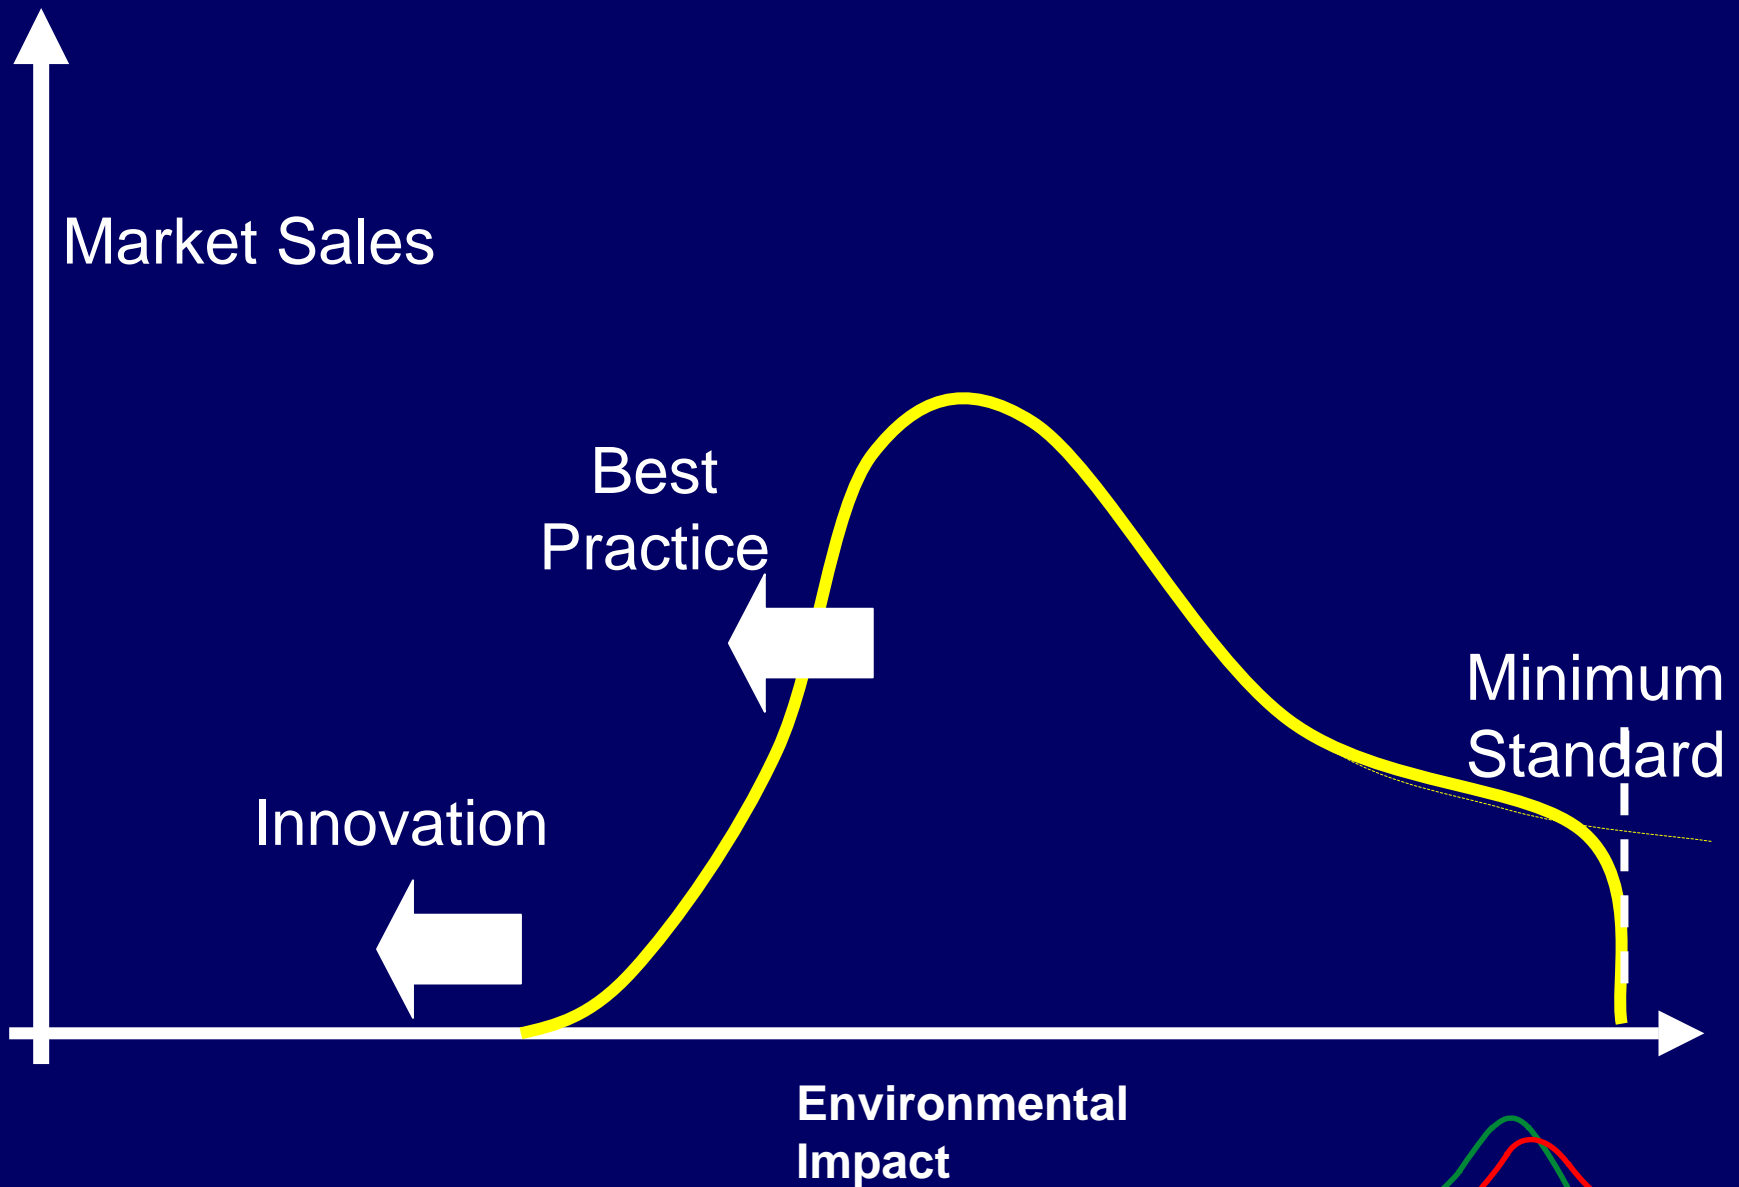 Market Sales
Best
Practice
Minimum
Standard
Innovation
Environmental
Impact